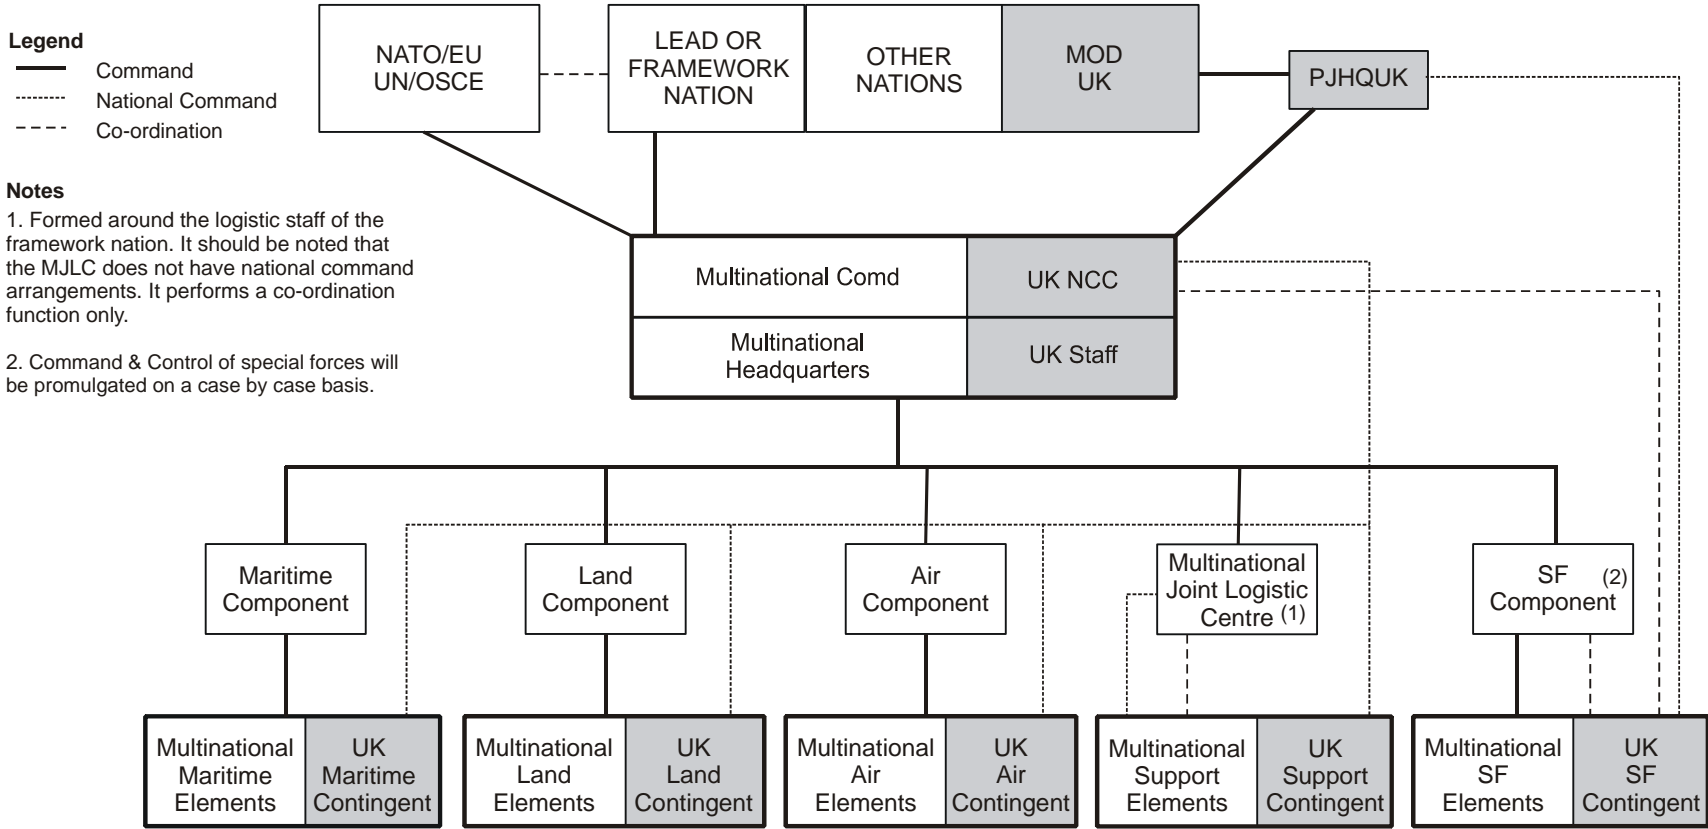 Legend
Command
National Command
Co-ordination
Notes
1. Formed around the logistic staff of the
framework nation. It should be noted that
the MJLC does not have national command
arrangements. It performs a co-ordination
function only.
2. Command & Control of special forces will
be promulgated on a case by case basis.
NATO/EU
UN/OSCE
LEAD OR
FRAMEWORK
NATION
OTHER
NATIONS
MOD
UK
PJHQUK
Multinational Comd
UK NCC
Multinational
Headquarters
UK Staff
Maritime
Component
Land
Component
Air
Component
Multinational
Joint Logistic
Centre (1)
SF (2)
Component
Multinational
Maritime
Elements
UK
Maritime
Contingent
Multinational
Land
Elements
UK
Land
Contingent
Multinational
Air
Elements
UK
Air
Contingent
Multinational
Support
Elements
UK
Support
Contingent
Multinational
SF
Elements
UK
SF
Contingent